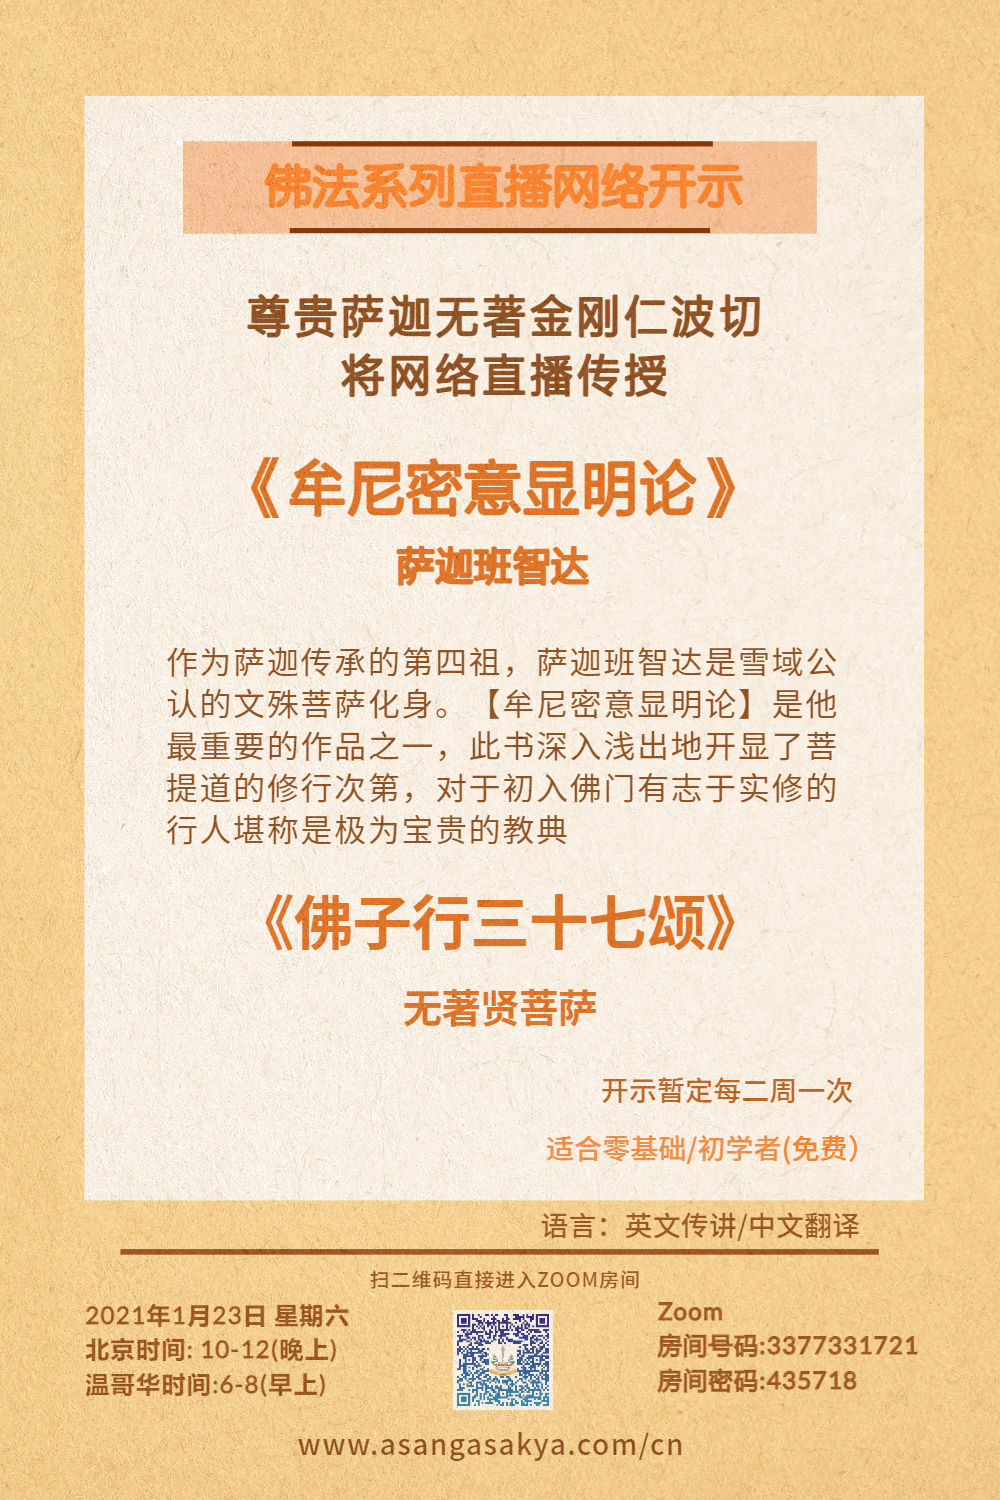 佛法系列直播网络开示
尊贵萨迦无著金刚仁波切
将网络直播传授
《牟尼密意显明论》
萨迦班智达
作为萨迦传承的第四祖，萨迦班智达是雪域公
认的文殊菩萨化身。【牟尼密意显明论】是他
最重要的作品之一，此书深入浅出地开显了菩
提道的修行次第，对于初入佛门有志于实修的
行人堪称是极为宝贵的教典
《佛子行三十七颂》
无著贤菩萨
开示暂定每二周一次
适合零基础/初学者(免费）
语言：英文传讲/中文翻译
扫二维码直接进入ZOOM房间
2021年1月23日 星期六
北京时间: 10-12(晚上)
温哥华时间:6-8(早上)
Zoom
房间号码:3377331721
房间密码:435718
www.asangasakya.com/cn